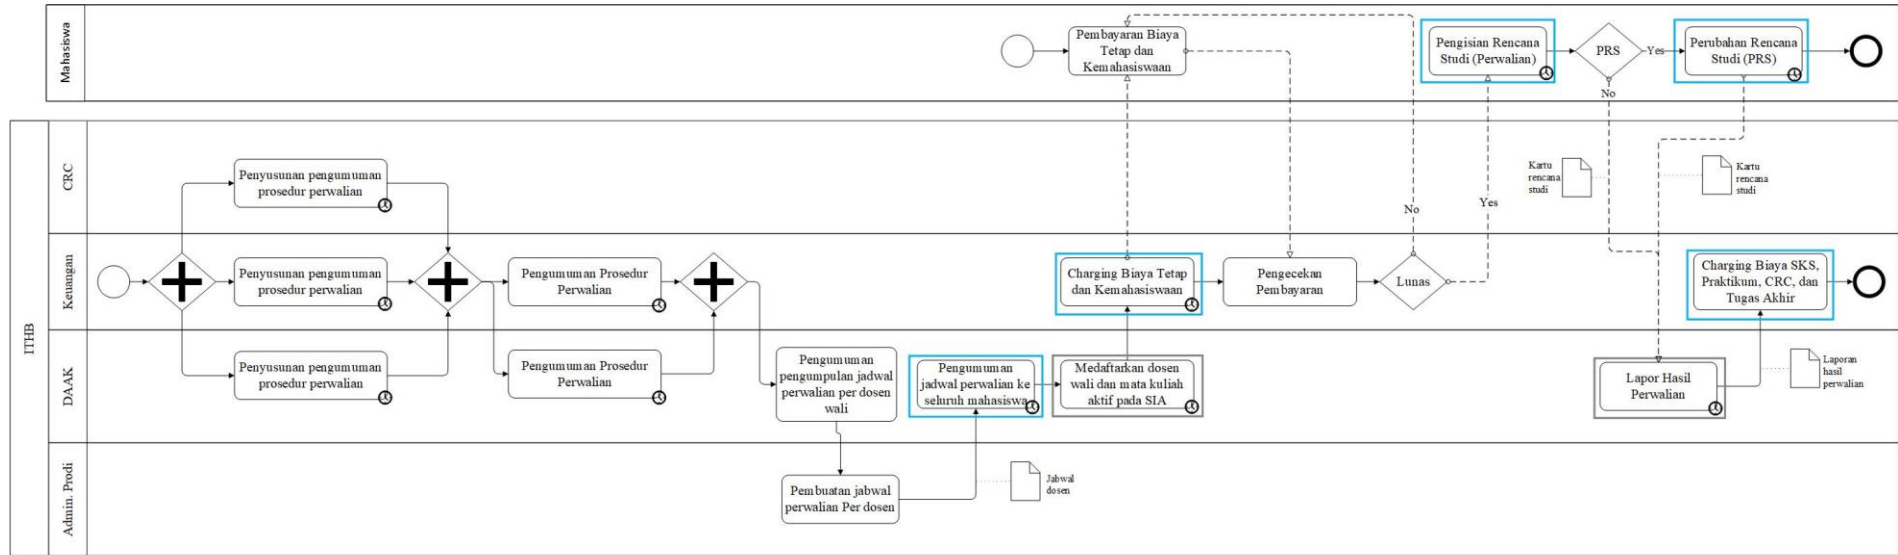 Mahasiswa
Pembayaran Biaya
Tetap dan
Kemahasiswaan
Pengisian Rencana
Studi (Perwalian)
PRS
Yes
No
Perubahan Rencana
Studi (PRS)
ITHB
CRC
Penyusunan pengumuman
prosedur perwalian
No
Yes
Kartu
rencana
studi
Kartu
rencana
studi
Keuangan
Penyusunan pengumuman
prosedur perwalian
Pengumuman Prosedur
Perwalian
Charging Biaya Tetap
dan Kemahasiswaan
Pengecekan
Pembayaran
Lunas
Charging Biaya SKS,
Praktikum, CRC, dan
Tugas Akhir
DAAK
Penyusunan pengumuman
prosedur perwalian
Pengumuman Prosedur
Perwalian
Pengumuman
pengumpulan jadwal
perwalian per dosen
wali
Pengumuman
jadwal perwalian ke
seluruh mahasiswa
Medaftarkan dosen
wali dan mata kuliah
aktif pada SIA
Lapor Hasil
Perwalian
Laporan
hasil
perwalian
Admin. Prodi
Pembuatan jabwal
perwalian Per dosen
Jabwal
dosen